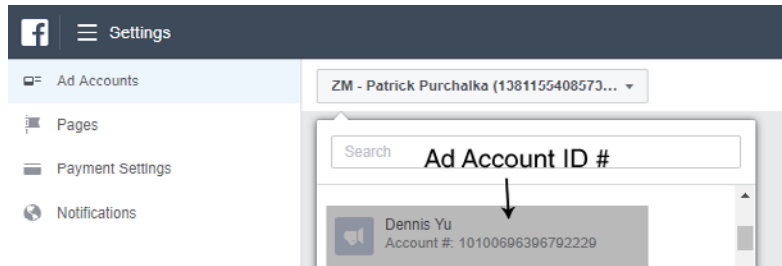 f
Settings
Ad Accounts
ZM - Patrick Purchalka (1381155408573...
Pages
Search
Ad Account ID #
Payment Settings
Notifications
Dennis Yu
Account #: 10100696396792229